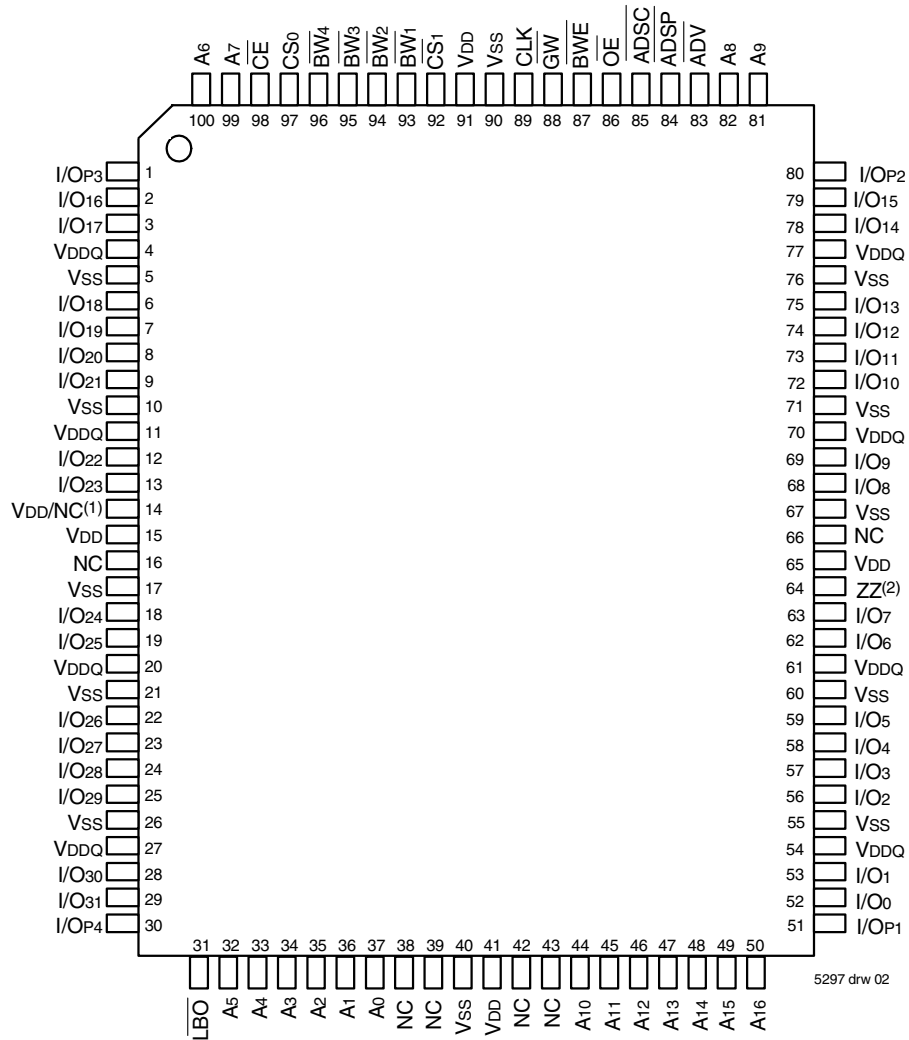 A6 A7 CE CS0 BW4 BW3 BW2 BW1 CS1 VDD VSS CLK GW BWE OE ADSC ADSP ADV A8 A9
100 99 98 97 96 95 94 93 92 91 90 89 88 87 86 85 84 83 82 81
I/OP3 1 80 I/OP2
I/O16 2 79 I/O15
I/O17 3 78 I/O14
VDDQ 4 77 VDDQ
VSS 5 76 VSS
I/O18 6 75 I/O13
I/O19 7 74 I/O12
I/O20 8 73 I/O11
I/O21 9 72 I/O10
VSS 10 71 VSS
VDDQ 11 70 VDDQ
I/O22 12 69 I/O9
I/O23 13 68 I/O8
VDD/NC(1) 14 67 VSS
VDD 15 66 NC
NC 16 65 VDD
VSS 17 64 ZZ(2)
I/O24 18 63 I/O7
I/O25 19 62 I/O6
VDDQ 20 61 VDDQ
VSS 21 60 VSS
I/O26 22 59 I/O5
I/O27 23 58 I/O4
I/O28 24 57 I/O3
I/O29 25 56 I/O2
VSS 26 55 VSS
VDDQ 27 54 VDDQ
I/O30 28 53 I/O1
I/O31 29 52 I/O0
I/OP4 30 51 I/OP1
31 32 33 34 35 36 37 38 39 40 41 42 43 44 45 46 47 48 49 50
LBO A5 A4 A3 A2 A1 A0 NC NC VSS VDD NC NC A10 A11 A12 A13 A14 A15 A16
5297 drw 02